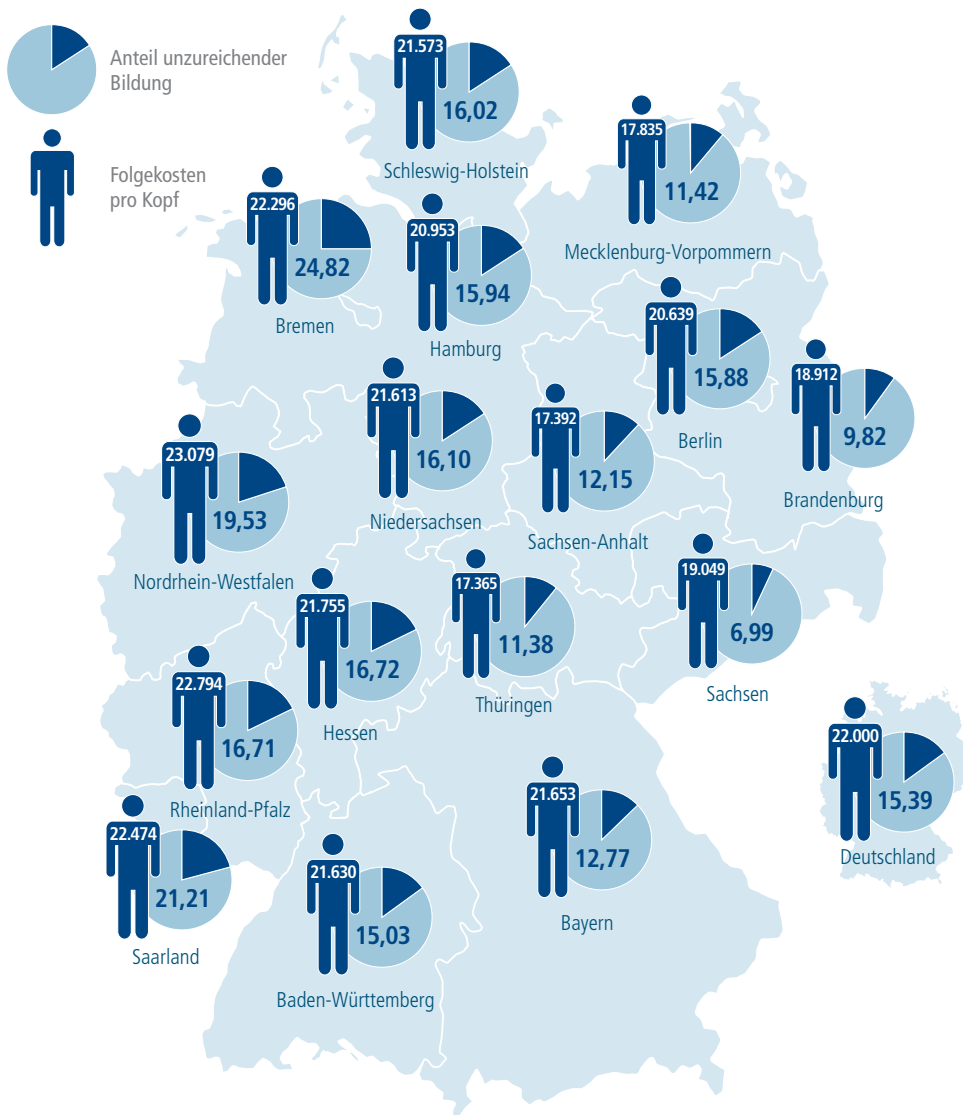 Anteil unzureichender
Bildung
Folgekosten
pro Kopf
21.573
16,02
Schleswig-Holstein
17.835
11,42
Mecklenburg-Vorpommern
22.296
24,82
Bremen
20.953
15,94
Hamburg
20.639
15,88
Berlin
18.912
9,82
Brandenburg
21.613
16,10
Niedersachsen
17.392
12,15
Sachsen-Anhalt
23.079
19,53
Nordrhein-Westfalen
21.755
16,72
Hessen
17.365
11,38
Thüringen
19.049
6,99
Sachsen
22.794
16,71
Rheinland-Pfalz
22.000
15,39
Deutschland
22.474
21,21
Saarland
21.630
15,03
Baden-Württemberg
21.653
12,77
Bayern